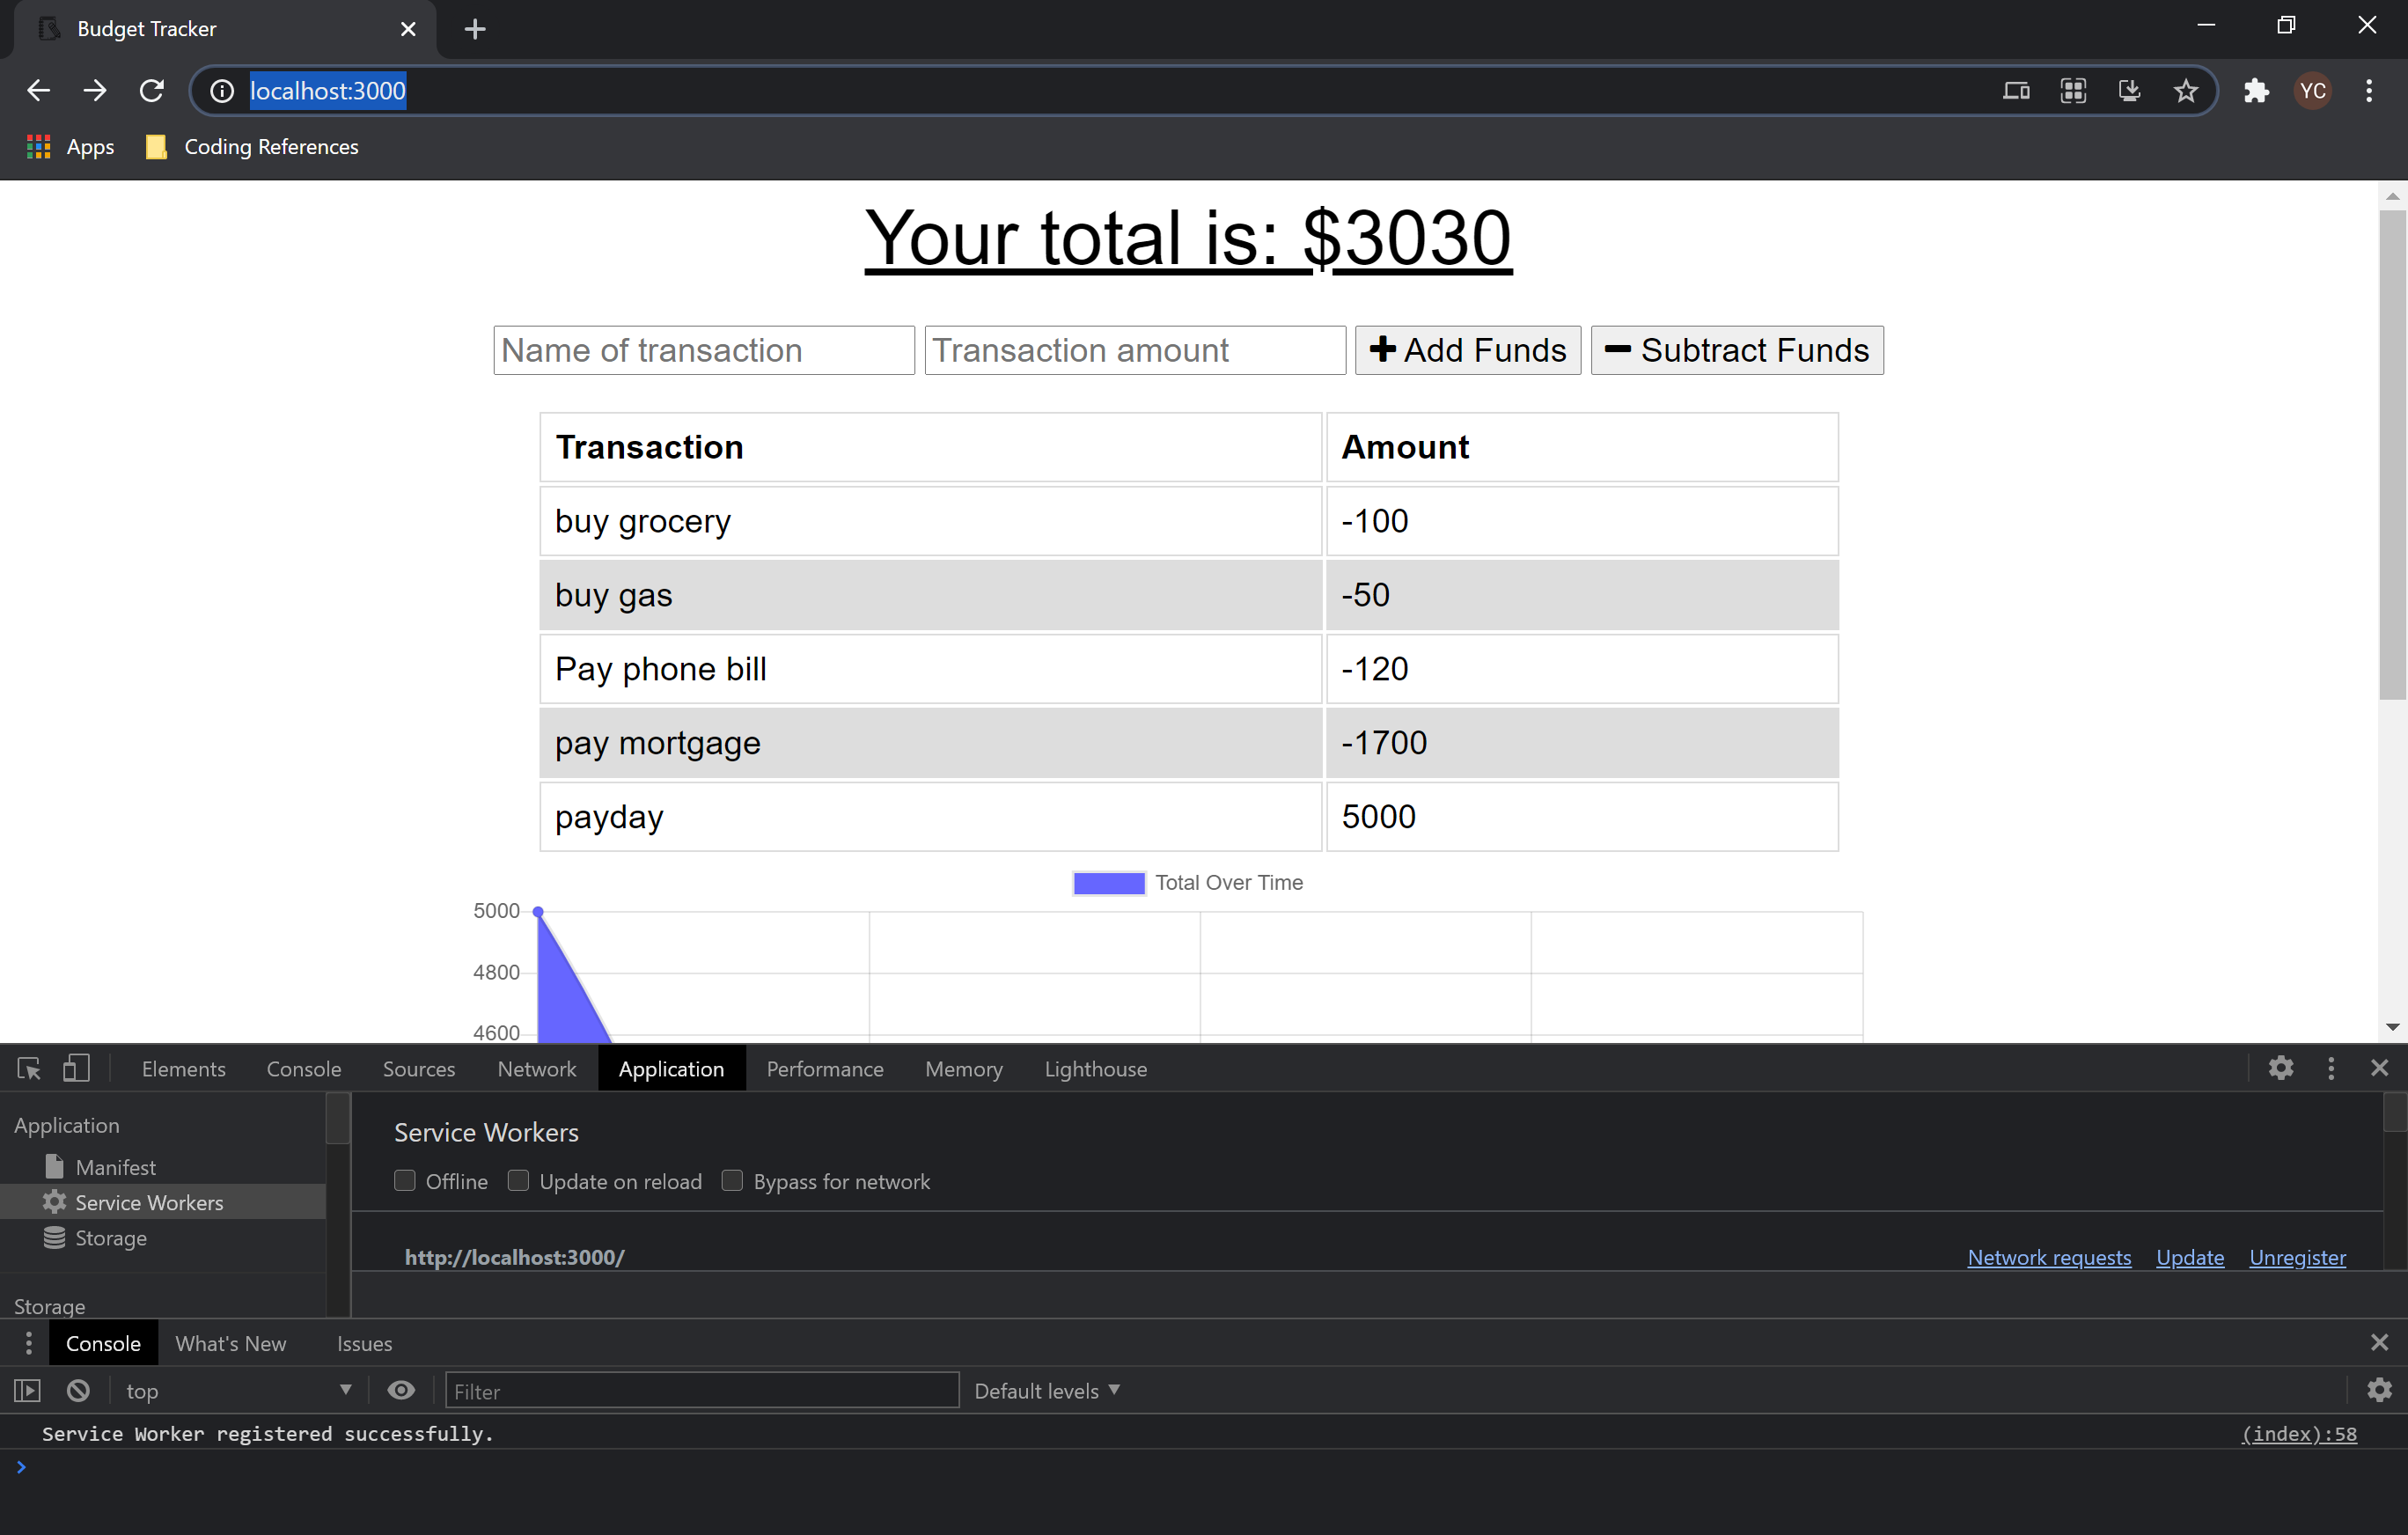 Budget Tracker
localhost:3000
YC
Apps
Coding References
Your total is: $3030
Name of transaction
Transaction amount
Add Funds
Subtract Funds
Transaction Amount
buy grocery -100
buy gas -50
Pay phone bill -120
pay mortgage -1700
payday 5000
Total Over Time
5000
4800
4600
Elements Console Sources Network Application Performance Memory Lighthouse
Application
Manifest
Service Workers
Storage
Storage
Service Workers
Offline Update on reload Bypass for network
http://localhost:3000/ Network requests Update Unregister
Console What's New Issues
top Filter Default levels
Service Worker registered successfully. (index):58